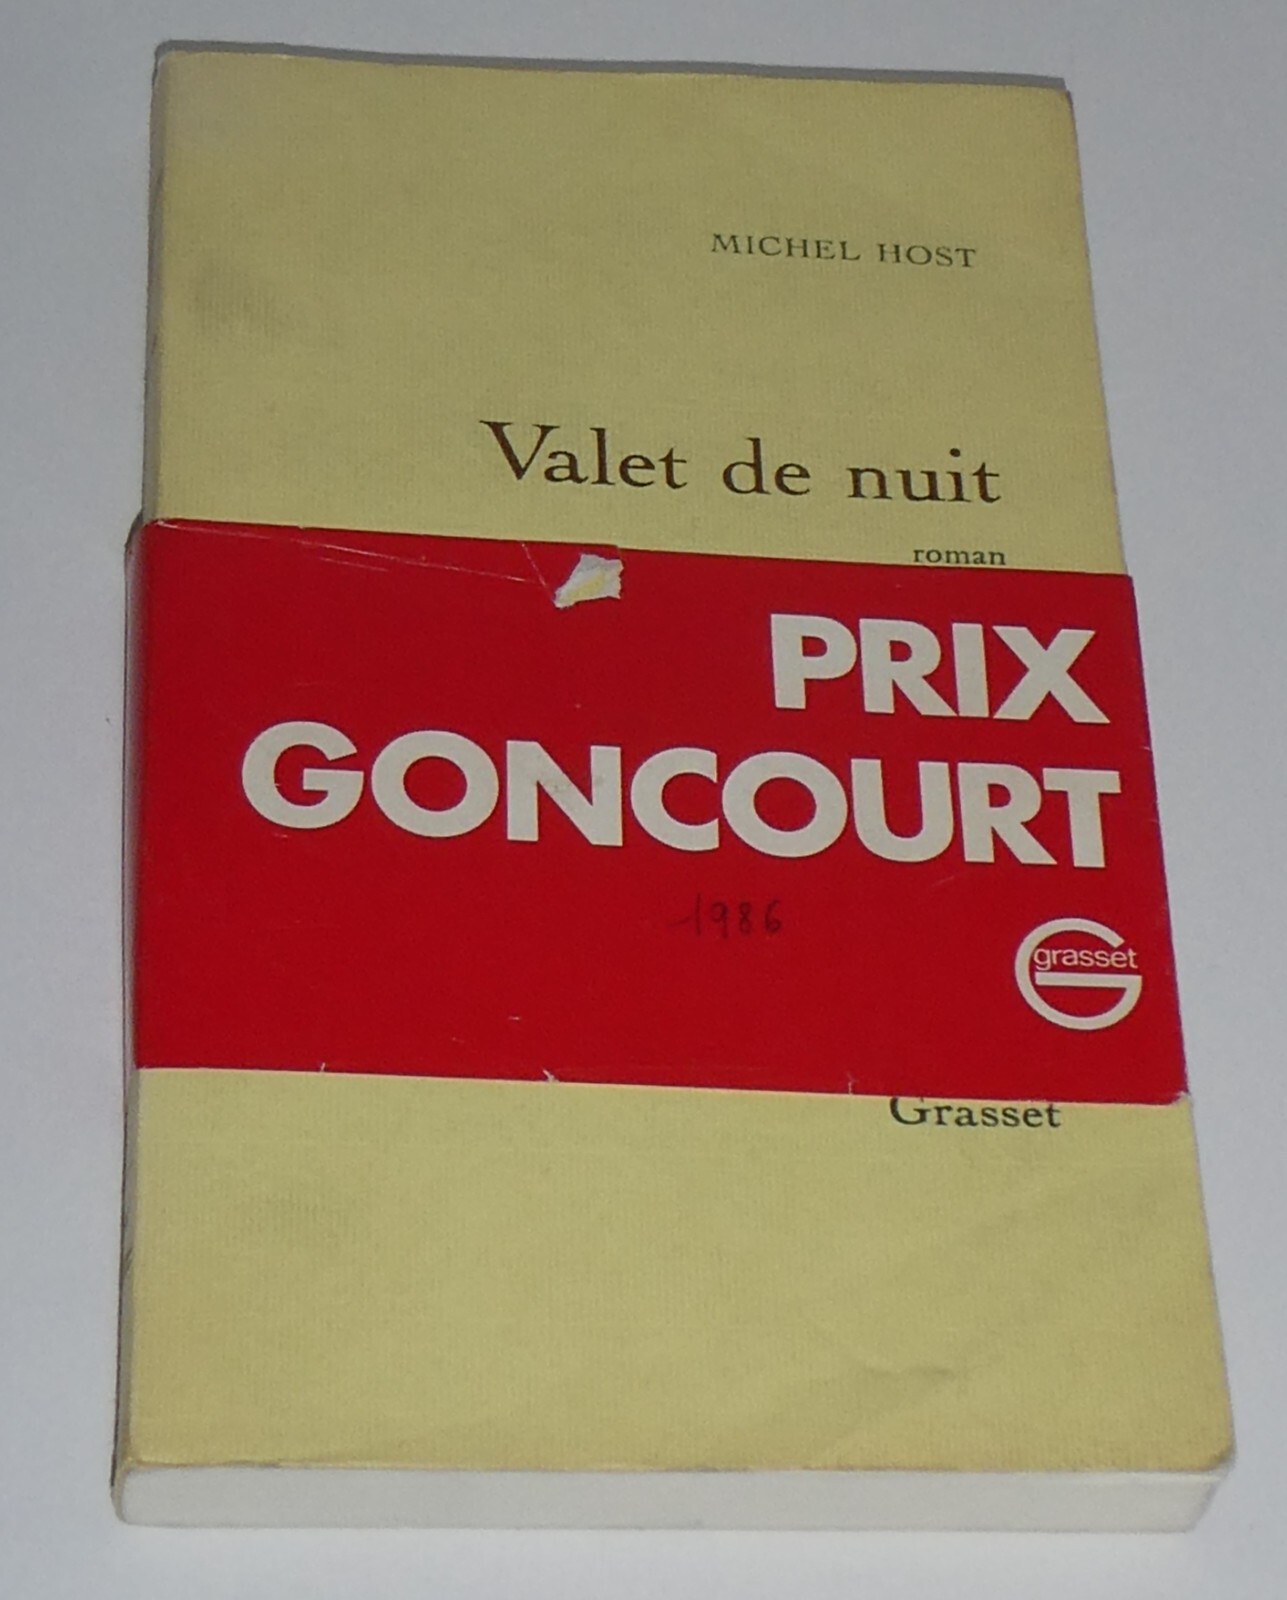 MICHEL HOST
Valet de nuit
roman
PRIX
GONCOURT
1986
grasset
Grasset